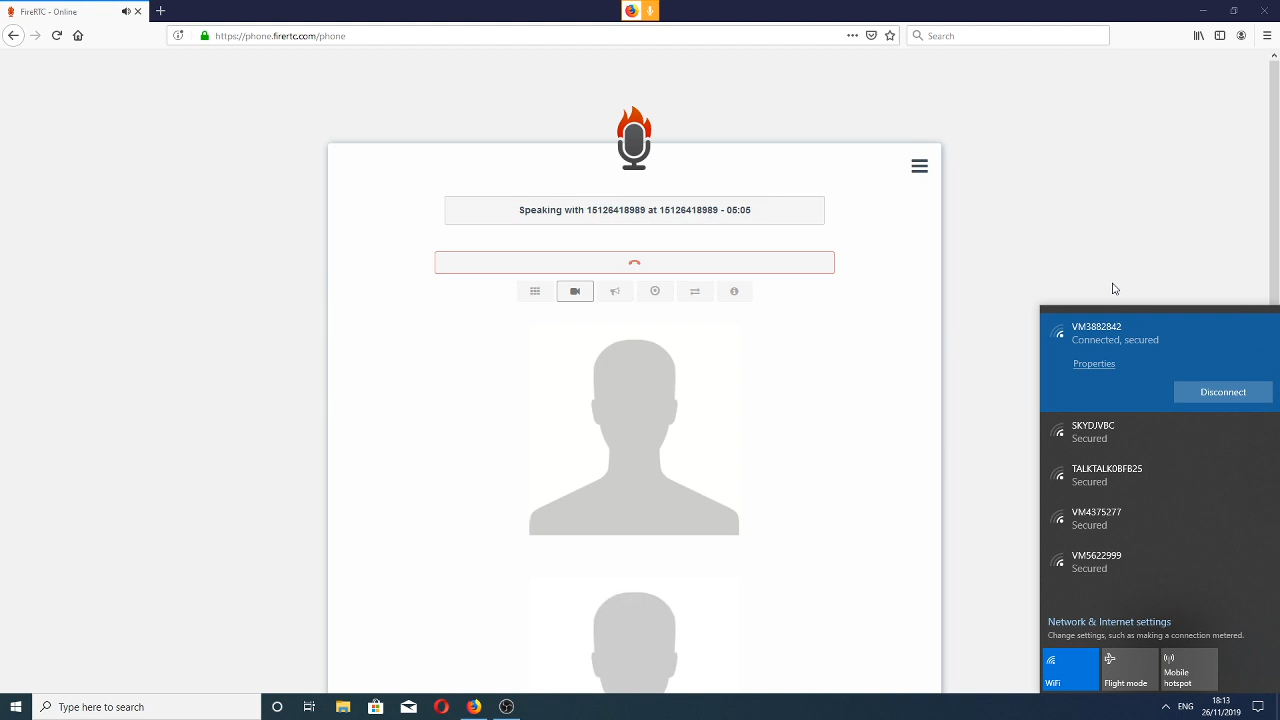 FireRTC - Online
https://phone.firertc.com/phone
Search
Speaking with 15126418989 at 15126418989 - 05:05
VM3882842
Connected, secured
Properties
Disconnect
SKYDJVBC
Secured
TALKTALK0BFB25
Secured
VM4375277
Secured
VM5622999
Secured
Network & Internet settings
Change settings, such as making a connection metered.
WiFi
Flight mode
Mobile
hotspot
Type here to search
ENG
18:13
26/11/2019